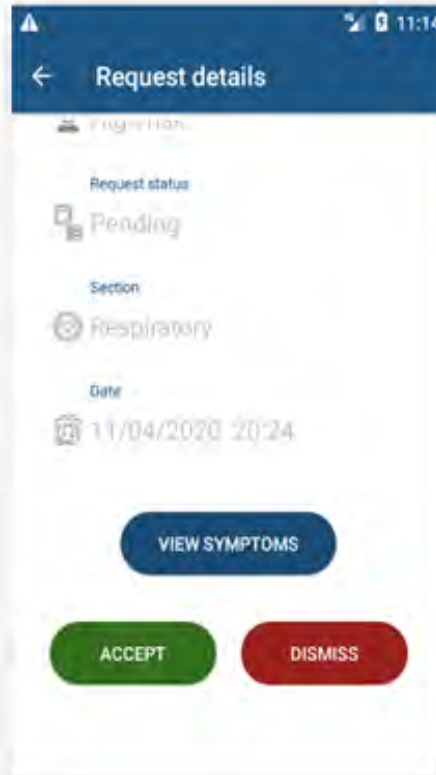 11:14
Request details
Request status
Pending
Section
Respiratory
Date
11/04/2020 20:24
VIEW SYMPTOMS
ACCEPT
DISMISS